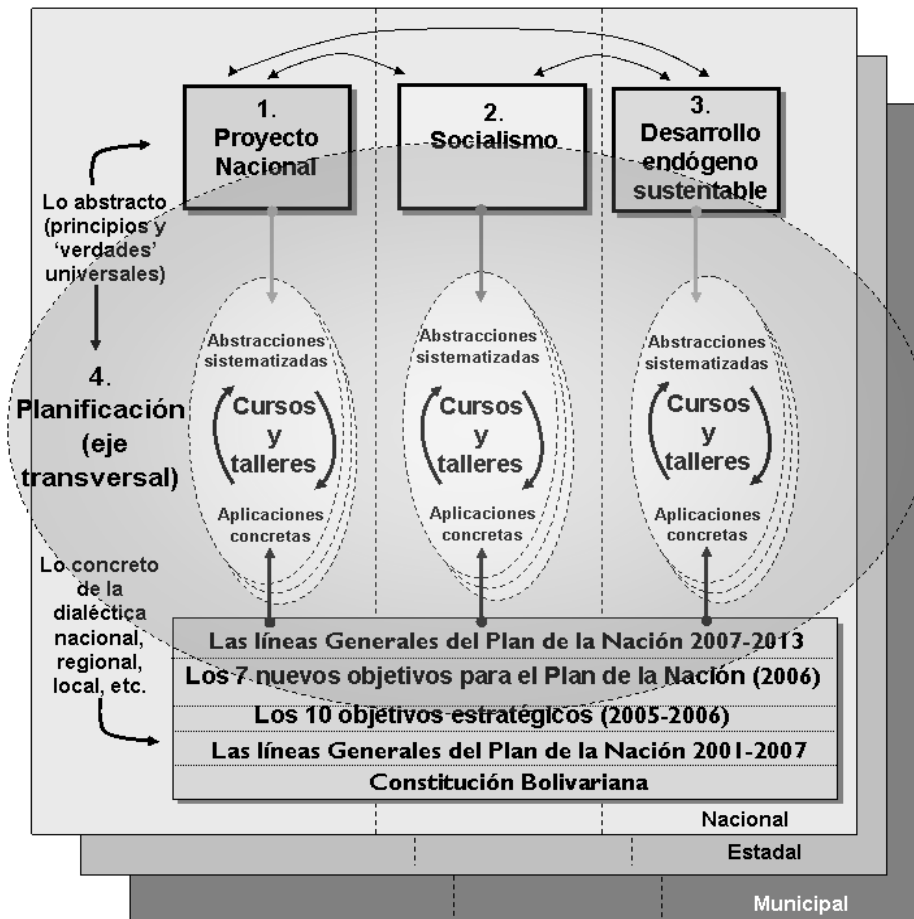 1.
Proyecto
Nacional
2.
Socialismo
3.
Desarrollo
endógeno
sustentable
Lo abstracto
(principios y
‘verdades’
universales)
4.
Planificación
(eje
transversal)
Abstracciones
sistematizadas
Cursos
y
talleres
Aplicaciones
concretas
Abstracciones
sistematizadas
Cursos
y
talleres
Aplicaciones
concretas
Abstracciones
sistematizadas
Cursos
y
talleres
Aplicaciones
concretas
Lo concreto
de la
dialéctica
nacional,
regional,
local, etc.
Las líneas Generales del Plan de la Nación 2007-2013
Los 7 nuevos objetivos para el Plan de la Nación (2006)
Los 10 objetivos estratégicos (2005-2006)
Las líneas Generales del Plan de la Nación 2001-2007
Constitución Bolivariana
Nacional
Estadal
Municipal